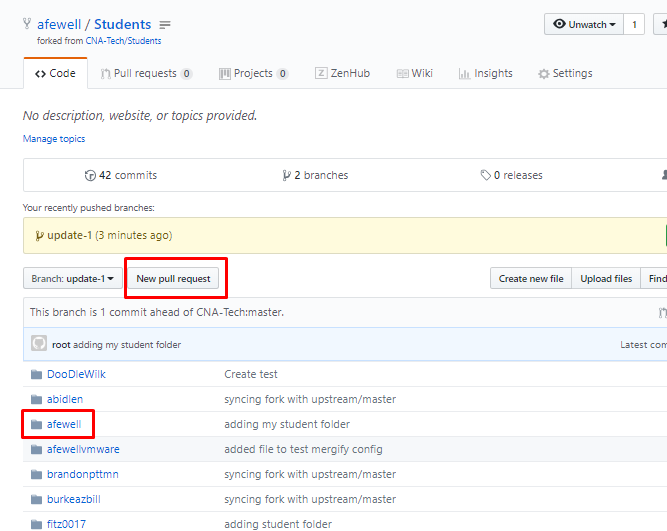 afewell / Students
Unwatch 1
forked from CNA-Tech/Students
Code Pull requests 0 Projects 0 ZenHub Wiki Insights Settings
No description, website, or topics provided.
Manage topics
42 commits 2 branches 0 releases
Your recently pushed branches:
update-1 (3 minutes ago)
Branch: update-1 New pull request Create new file Upload files Find
This branch is 1 commit ahead of CNA-Tech:master.
root adding my student folder Latest com
DooDleWilk Create test
abidlen syncing fork with upstream/master
afewell adding my student folder
afewellvmware added file to test mergify config
brandonpttmn syncing fork with upstream/master
burkeazbill syncing fork with upstream/master
fitz0017 adding student folder